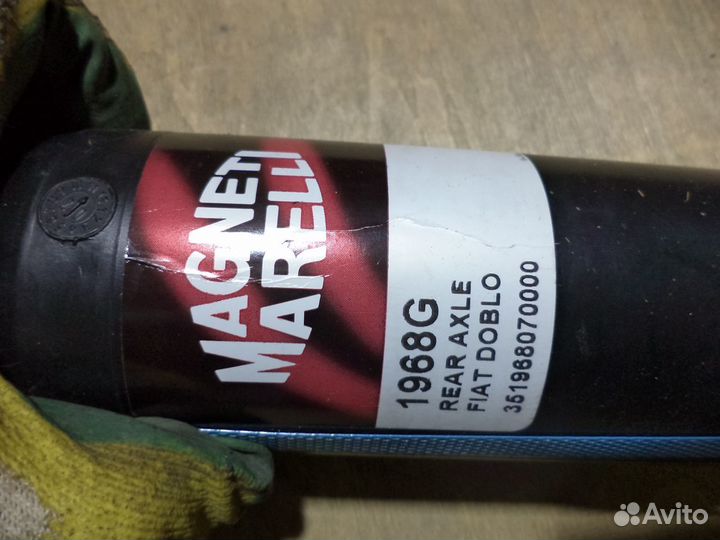 MAGNETI
MARELLI
1968G
REAR AXLE
FIAT DOBLO
351968070000
Avito